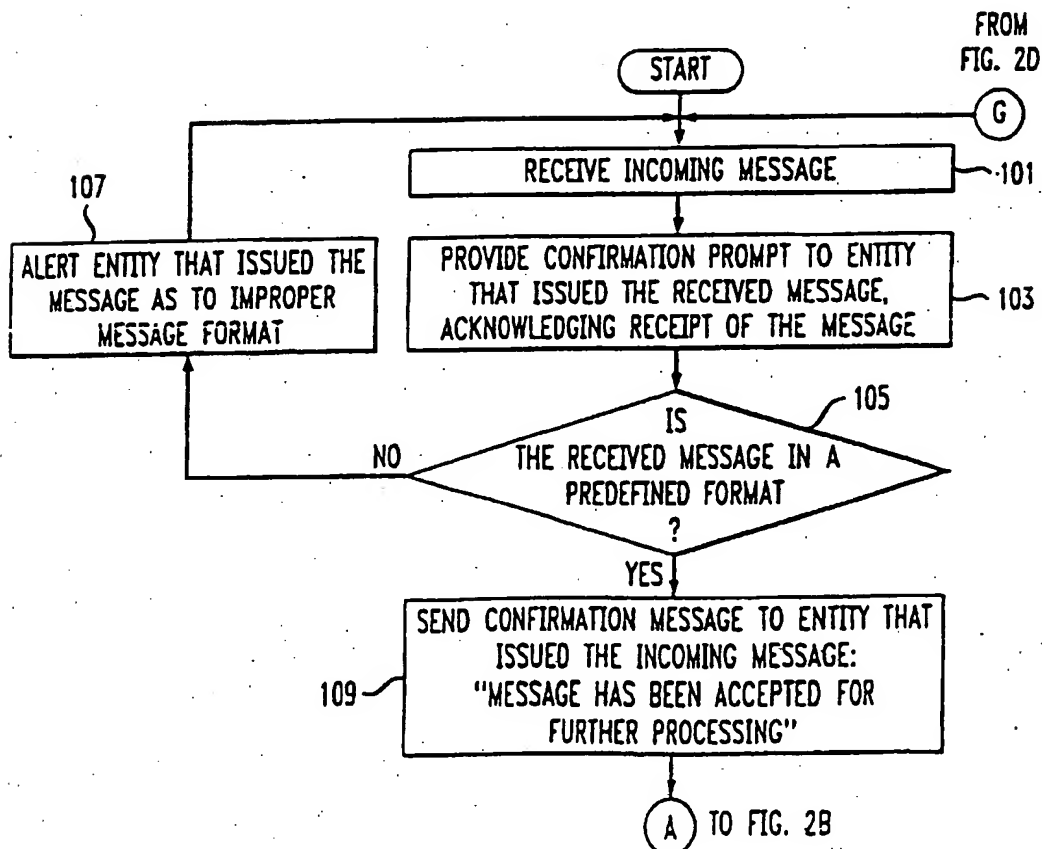 FROM
FIG. 2D
START
G
RECEIVE INCOMING MESSAGE
101
107
ALERT ENTITY THAT ISSUED THE
MESSAGE AS TO IMPROPER
MESSAGE FORMAT
PROVIDE CONFIRMATION PROMPT TO ENTITY
THAT ISSUED THE RECEIVED MESSAGE,
ACKNOWLEDGING RECEIPT OF THE MESSAGE
103
105
IS
THE RECEIVED MESSAGE IN A
PREDEFINED FORMAT
?
NO
YES
SEND CONFIRMATION MESSAGE TO ENTITY THAT
ISSUED THE INCOMING MESSAGE:
"MESSAGE HAS BEEN ACCEPTED FOR
FURTHER PROCESSING"
109
A
TO FIG. 2B